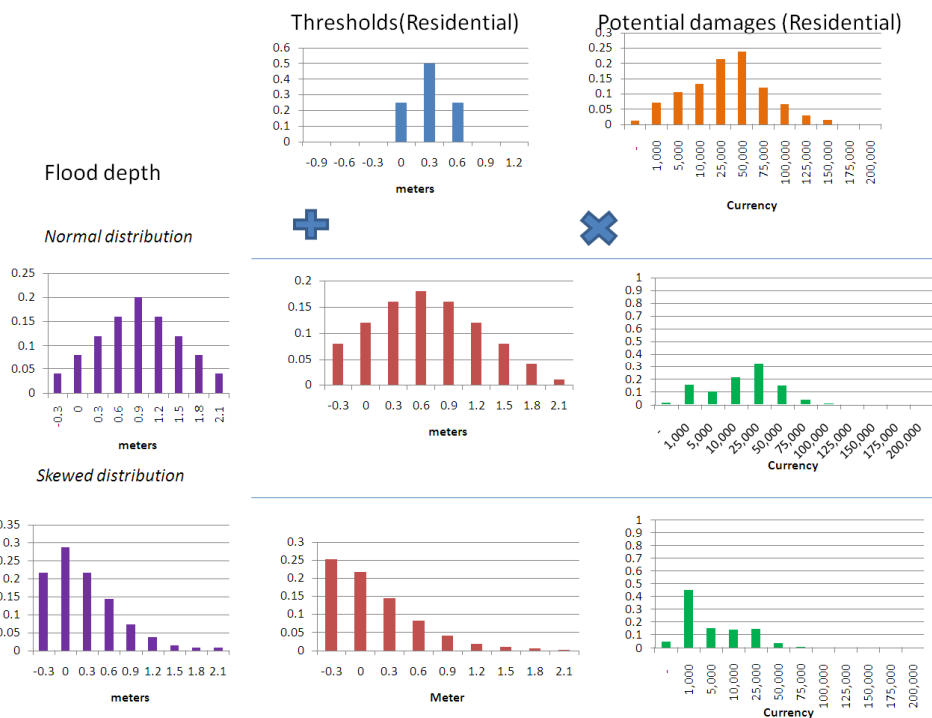 Thresholds(Residential)
Potential damages (Residential)
0.6
0.5
0.4
0.3
0.2
0.1
0
-0.9 -0.6 -0.3 0 0.3 0.6 0.9 1.2
meters
0.3
0.25
0.2
0.15
0.1
0.05
0
- 1,000 5,000 10,000 25,000 50,000 75,000 100,000 125,000 150,000 175,000 200,000
Currency
Flood depth
Normal distribution
0.25
0.2
0.15
0.1
0.05
0
-0.3 0 0.3 0.6 0.9 1.2 1.5 1.8 2.1
meters
0.2
0.15
0.1
0.05
0
-0.3 0 0.3 0.6 0.9 1.2 1.5 1.8 2.1
meters
1
0.9
0.8
0.7
0.6
0.5
0.4
0.3
0.2
0.1
0
- 1,000 5,000 10,000 25,000 50,000 75,000 100,000 125,000 150,000 175,000 200,000
Currency
Skewed distribution
0.35
0.3
0.25
0.2
0.15
0.1
0.05
0
-0.3 0 0.3 0.6 0.9 1.2 1.5 1.8 2.1
meters
0.3
0.25
0.2
0.15
0.1
0.05
0
-0.3 0 0.3 0.6 0.9 1.2 1.5 1.8 2.1
Meter
1
0.9
0.8
0.7
0.6
0.5
0.4
0.3
0.2
0.1
0
- 1,000 5,000 10,000 25,000 50,000 75,000 100,000 125,000 150,000 175,000 200,000
Currency